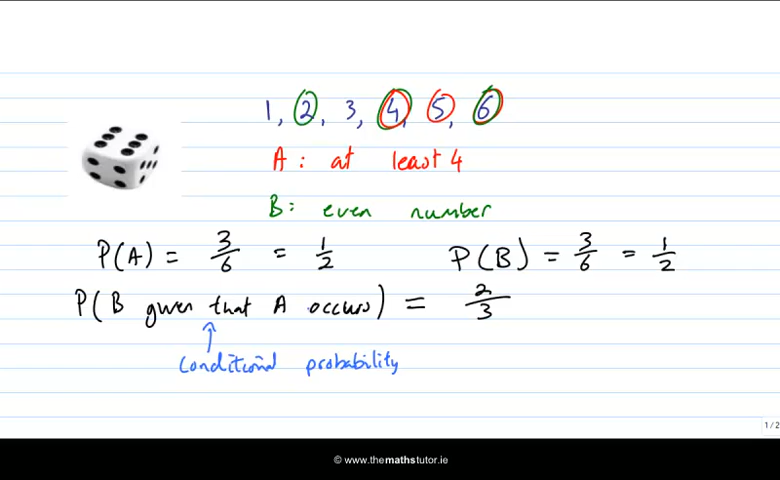 1, 2, 3, 4, 5, 6
A: at least 4
B: even number
P(A) = 3/6 = 1/2 P(B) = 3/6 = 1/2
P(B given that A occurs) = 2/3
conditional probability
1/2
© www.themathstutor.ie